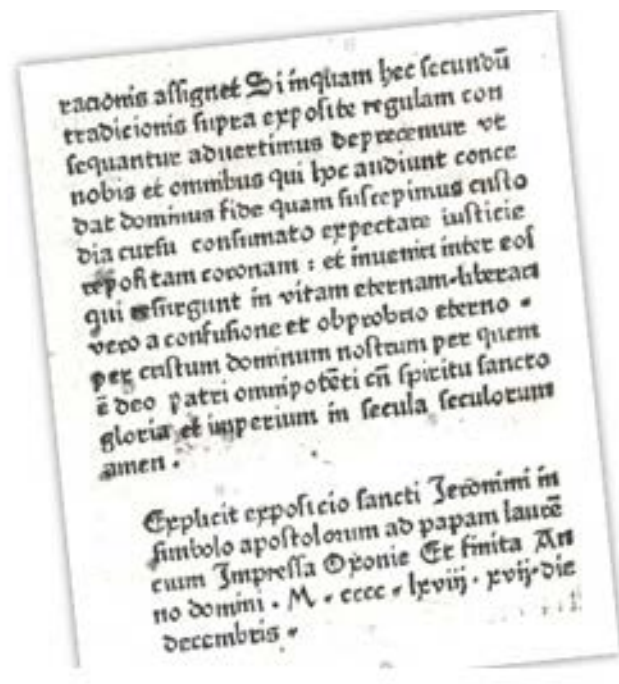 racionis assignet Si inquam hec secundū
tradicionis supra exposite regulam con
sequantur aduertimus deprecemur vt
nobis et omnibus qui hoc audiunt conce
dat dominus fide quam suscepimus custo
dia cursu consumato expectare iusticie
repositam coronam : et inueniri inter eos
qui resurgunt in vitam eternam. liberari
vero a confusione et obprobrio eterno .
per cristum dominum nostrum per quem
ē deo patri omnipotēti cū spiritu sancto
gloria et imperium in secula seculorum
amen .
Explicit exposicio sancti Jeronimi in
simbolo apostolorum ad papam laurē
cium Impressa Oxonie Et finita An
no domini . M . cccc . lxviij . xvij . die
decembris .